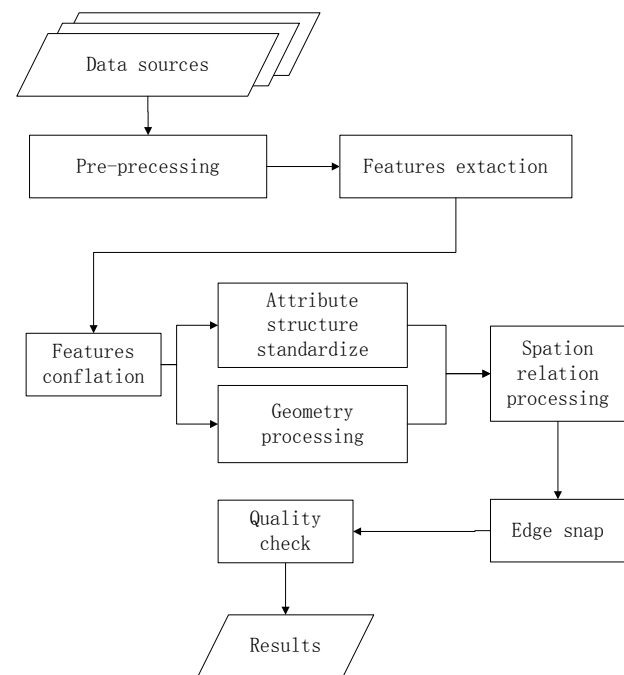 Data sources
Pre-precessing
Features extaction
Features
conflation
Attribute
structure
standardize
Geometry
processing
Spation
relation
processing
Edge snap
Quality
check
Results